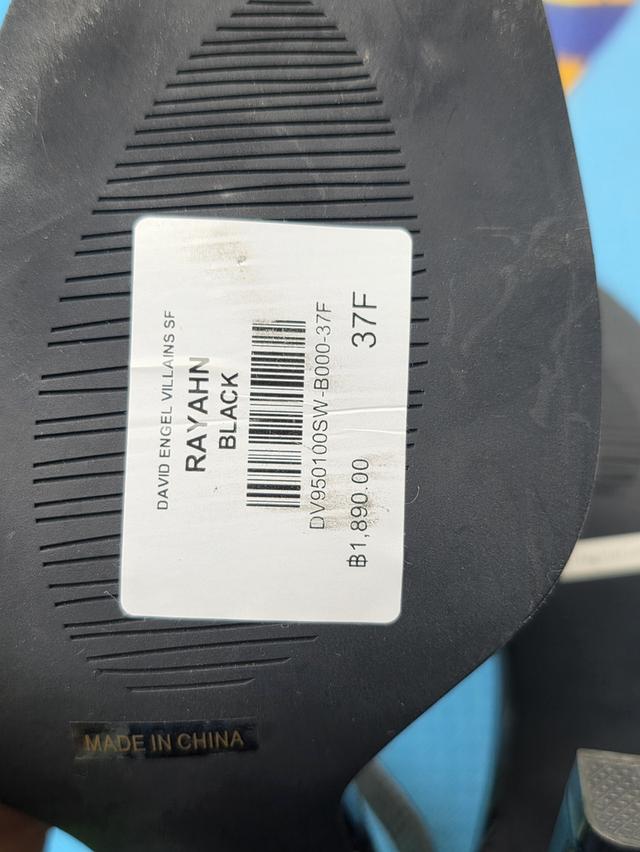 DAVID ENGEL VILLAINS SF
RAYAHN
BLACK
DV950100SW-B000-37F
฿1,890.00 37F
MADE IN CHINA